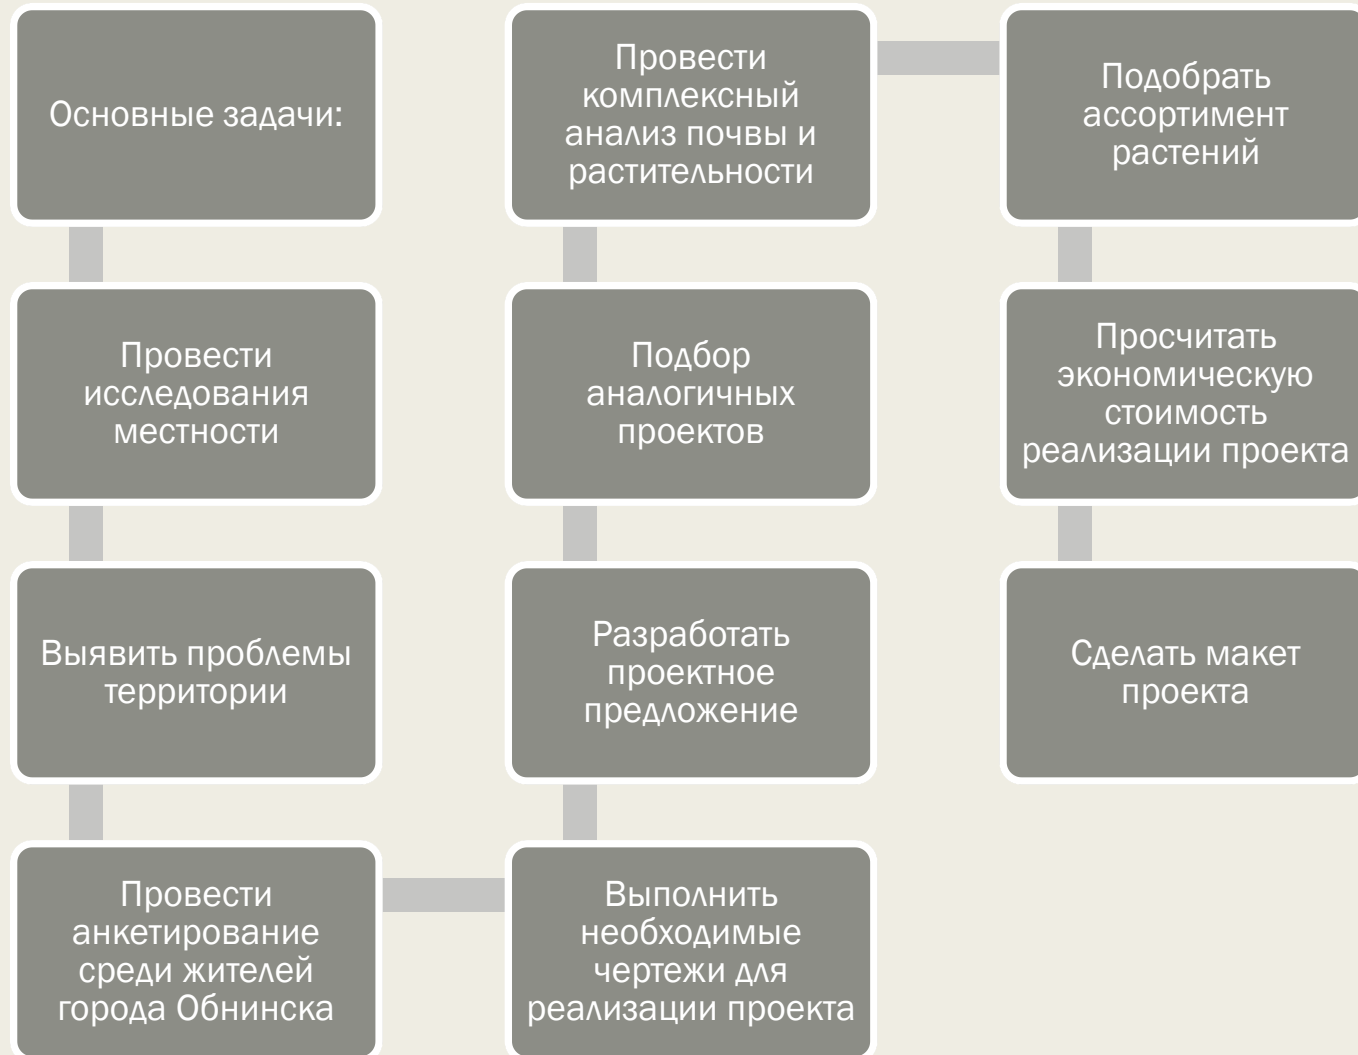 Основные задачи:
Провести
исследования
местности
Выявить проблемы
территории
Провести
анкетирование
среди жителей
города Обнинска
Выполнить
необходимые
чертежи для
реализации проекта
Разработать
проектное
предложение
Подбор
аналогичных
проектов
Провести
комплексный
анализ почвы и
растительности
Подобрать
ассортимент
растений
Просчитать
экономическую
стоимость
реализации проекта
Сделать макет
проекта